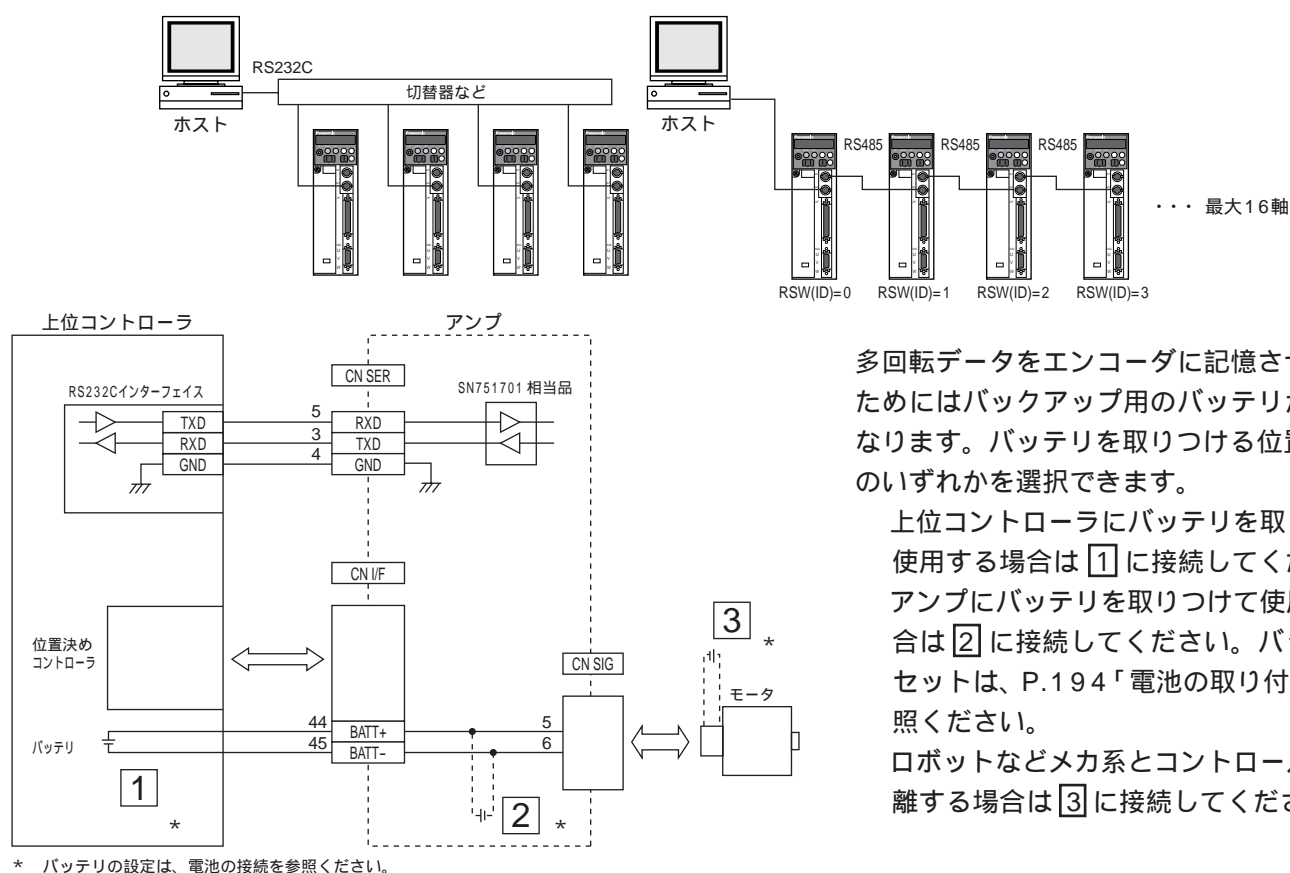 RS232C
切替器など
ホスト
ホスト
RS485
RS485
RS485
・・・ 最大16軸
RSW(ID)=0
RSW(ID)=1
RSW(ID)=2
RSW(ID)=3
上位コントローラ
アンプ
RS232Cインターフェイス
CN SER
SN751701 相当品
TXD
5
RXD
RXD
3
TXD
GND
4
GND
CN I/F
位置決め
コントローラ
CN SIG
3
*
モータ
バッテリ
44
BATT+
5
45
BATT-
6
1
*
2
*
* バッテリの設定は、電池の接続を参照ください。
多回転データをエンコーダに記憶させ
ためにはバックアップ用のバッテリが
なります。バッテリを取りつける位置
のいずれかを選択できます。
上位コントローラにバッテリを取
使用する場合は 1 に接続してくだ
アンプにバッテリを取りつけて使用
合は 2 に接続してください。バッ
セットは、P.194「電池の取り付
照ください。
ロボットなどメカ系とコントロー
離する場合は 3 に接続してくださ